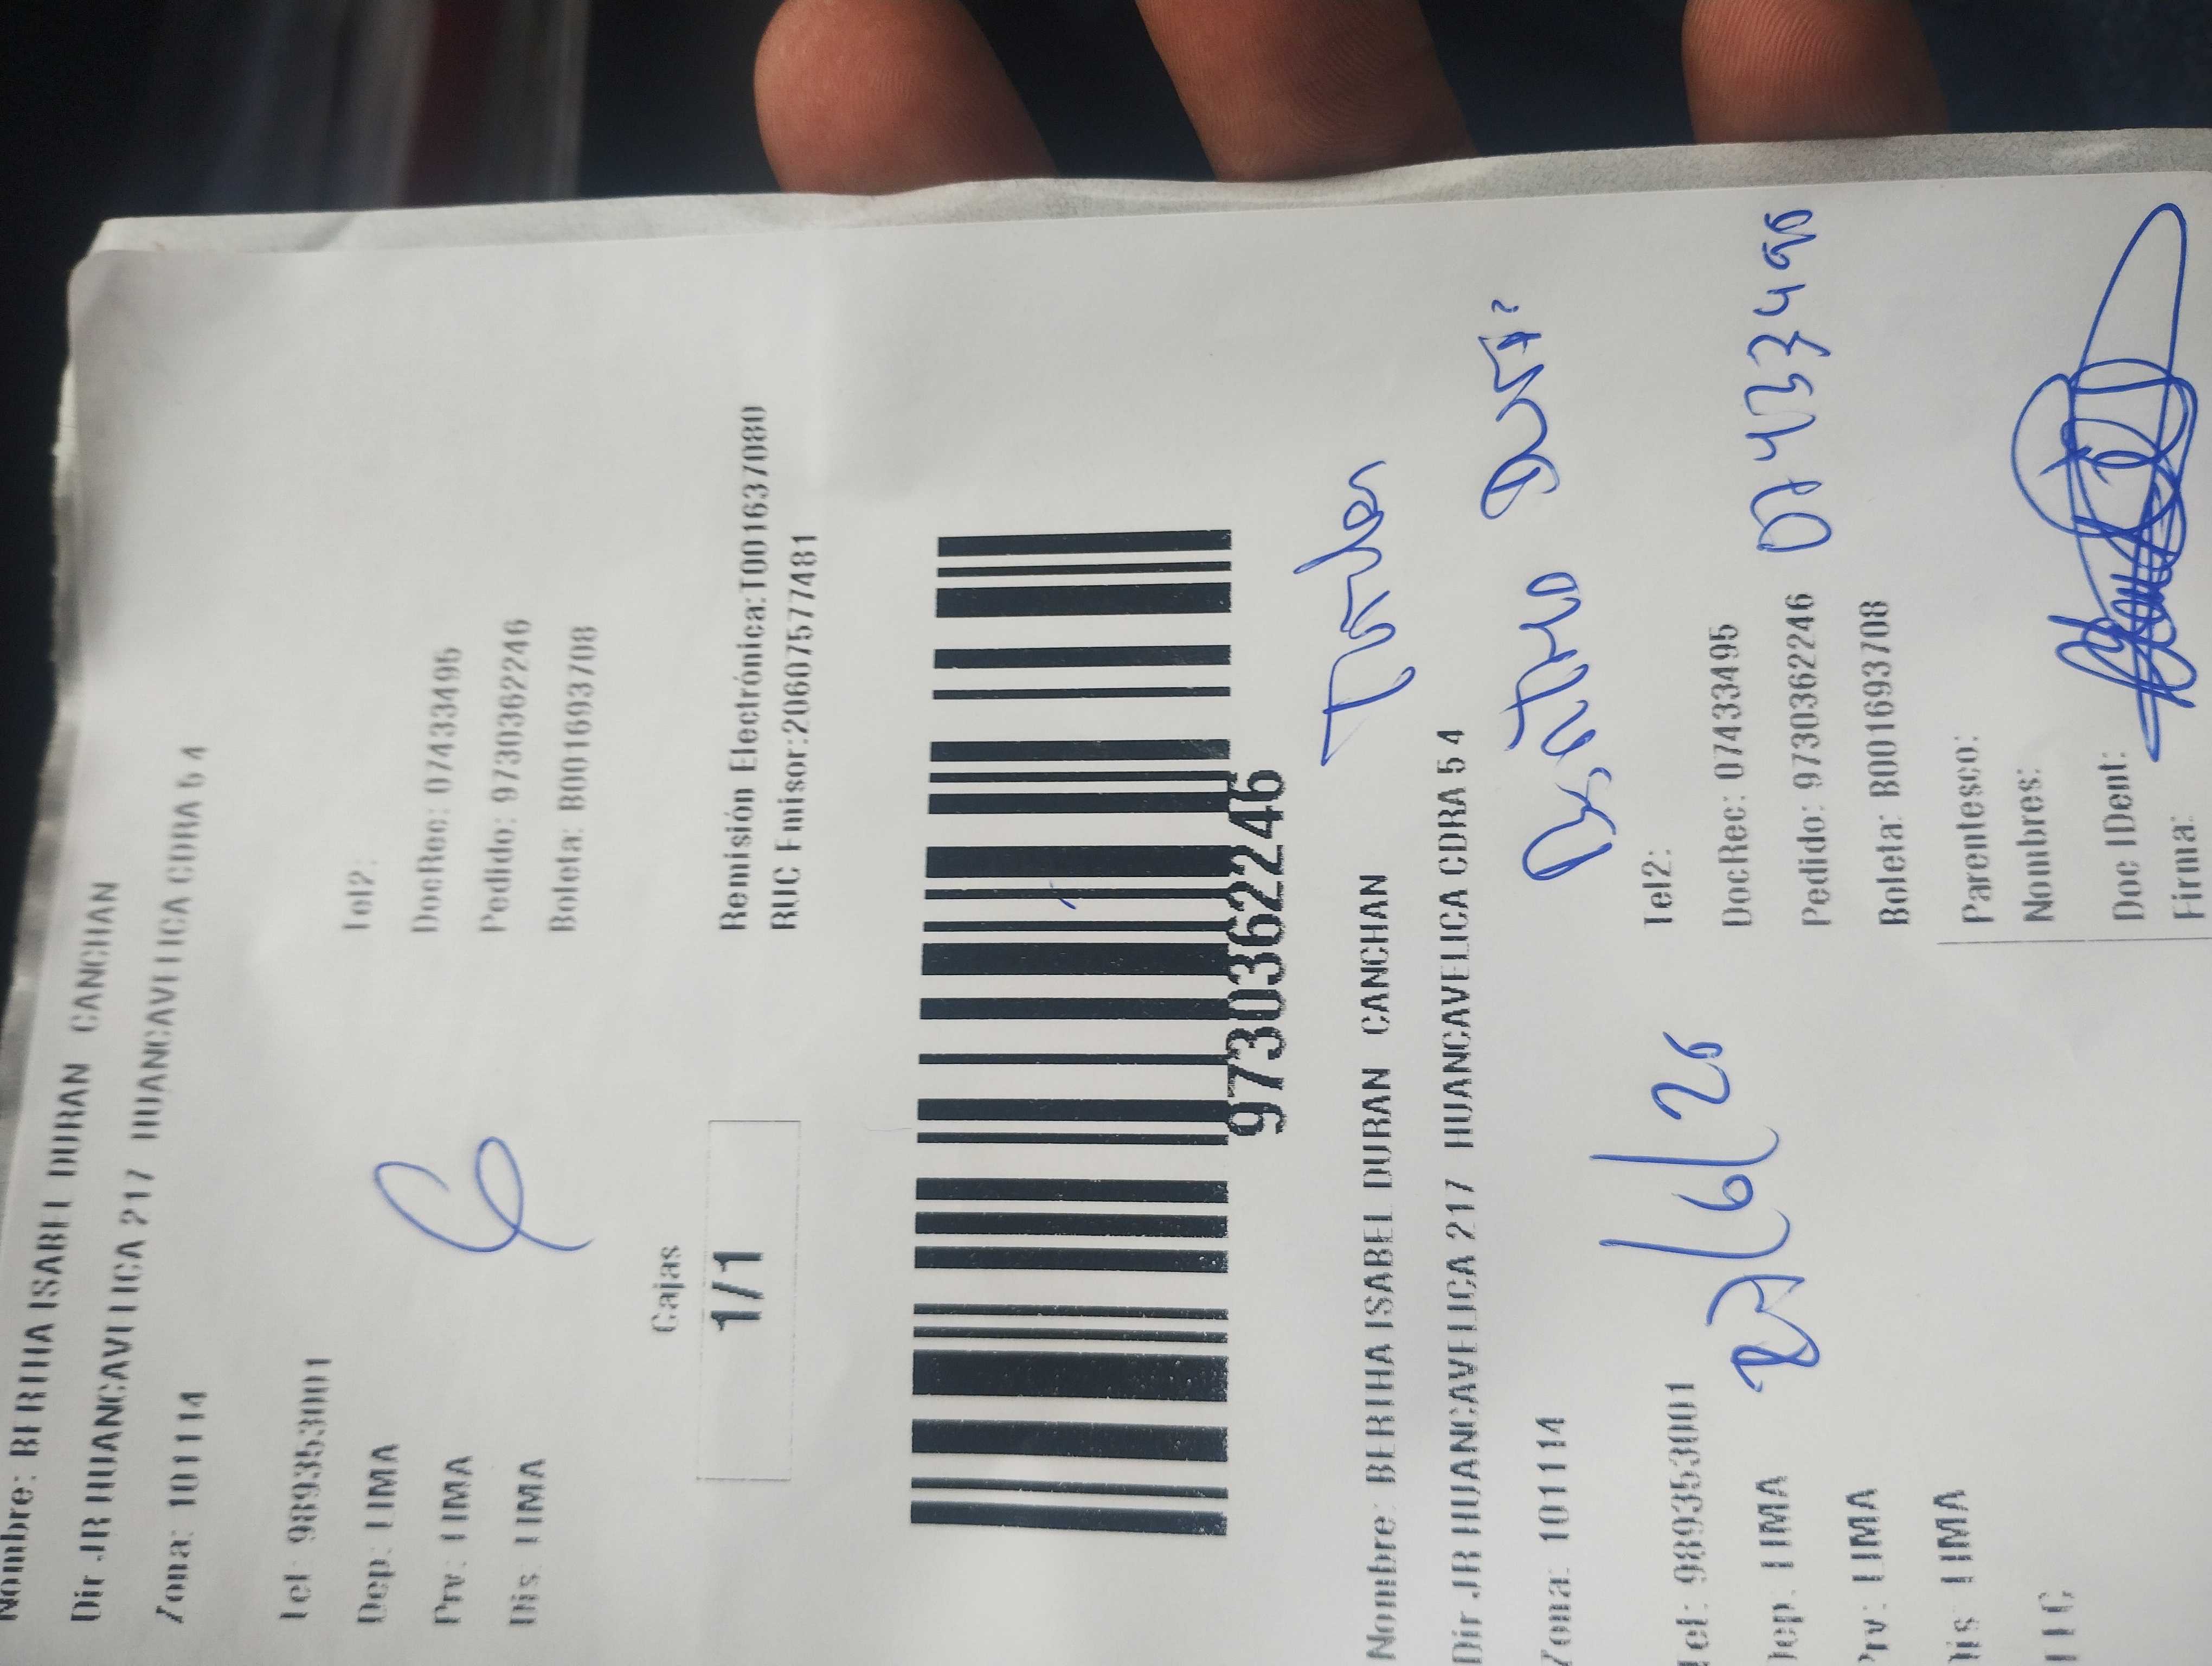 Nombre: BERTHA ISABEL DURAN CANCHAN
Dir JR HUANCAVELICA 217 HUANCAVELICA CDRA 5 4
Zona: 101114
Tel: 989353001
Tel2:
Dep: LIMA
DocRec: 07433495
Prv: LIMA
Pedido: 9730362246
Dis: LIMA
Boleta: B001693708
Cajas
1/1
Remisión Electrónica:T001637080
RUC Emisor:20607577481
9730362246
Nombre: BERTHA ISABEL DURAN CANCHAN
Dir JR HUANCAVELICA 217 HUANCAVELICA CDRA 5 4
Zona: 101114
Tel: 989353001
Tel2:
27/6/26
Dep: LIMA
DocRec: 07433495
Prv: LIMA
Pedido: 9730362246
Dis: LIMA
Boleta: B001693708
Parentesco:
Nombres:
Doc IDent:
Firma: